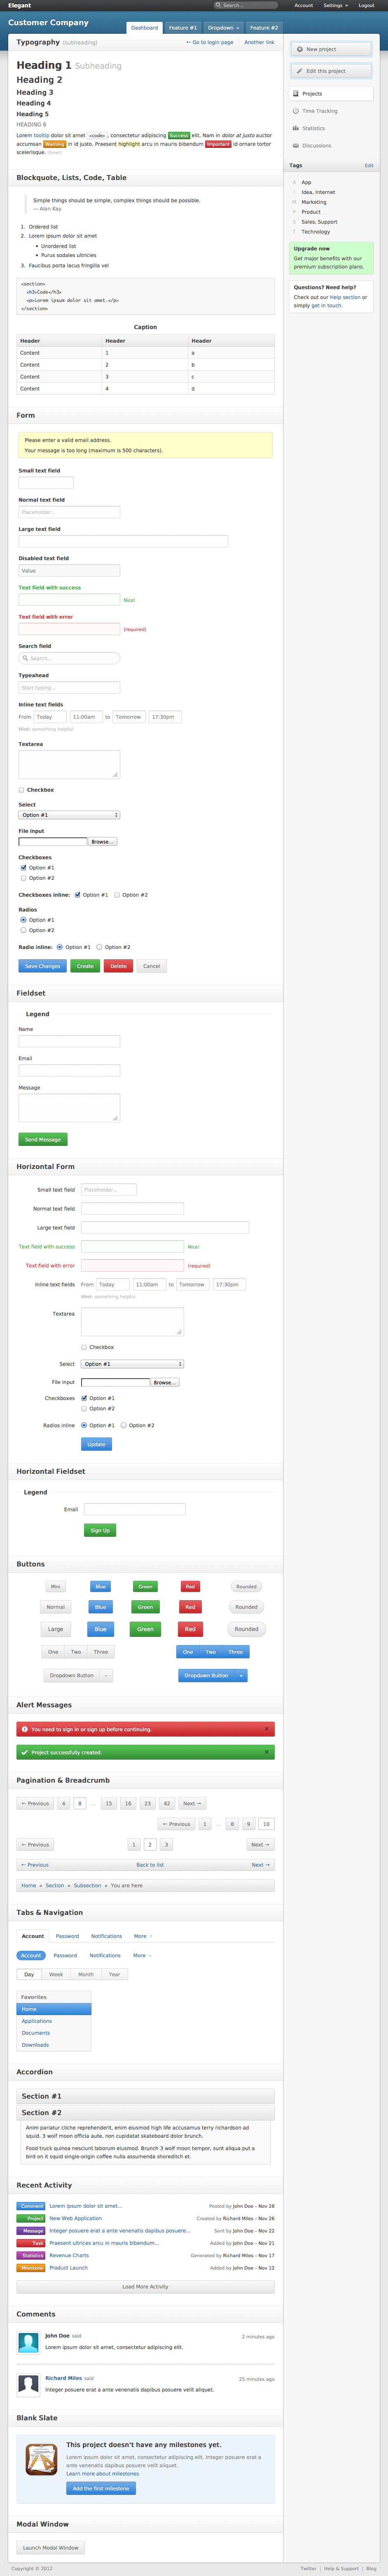 Elegant
Search...
Account Settings Logout
Customer Company
Dashboard Feature #1 Dropdown Feature #2
Typography (subheading)
← Go to login page Another link
Heading 1 Subheading
Heading 2
Heading 3
Heading 4
Heading 5
HEADING 6
Lorem tooltip dolor sit amet <code>, consectetur adipiscing Success elit. Nam in dolor at justo auctor
accumsan Warning in id justo. Praesent highlight arcu in mauris bibendum Important id ornare tortor
scelerisque. (small)
Blockquote, Lists, Code, Table
Simple things should be simple, complex things should be possible.
— Alan Kay
1. Ordered list
2. Lorem ipsum dolor sit amet
• Unordered list
• Purus sodales ultricies
3. Faucibus porta lacus fringilla vel
<section>
<h3>Code</h3>
<p>Lorem ipsum dolor sit amet.</p>
</section>
Caption
Header Header Header
Content 1 a
Content 2 b
Content 3 c
Content 4 d
Form
Please enter a valid email address.
Your message is too long (maximum is 500 characters).
Small text field
Normal text field
Placeholder...
Large text field
Disabled text field
Value
Text field with success
Nice!
Text field with error
(required)
Search field
Search...
Typeahead
Start typing...
Inline text fields
From Today 11:00am to Tomorrow 17:30pm
Hint: something helpful
Textarea
Checkbox
Select
Option #1
File input
Browse...
Checkboxes
Option #1
Option #2
Checkboxes inline: Option #1 Option #2
Radios
Option #1
Option #2
Radio inline: Option #1 Option #2
Save Changes Create Delete Cancel
Fieldset
Legend
Name
Email
Message
Send Message
Horizontal Form
Small text field Placeholder...
Normal text field
Large text field
Text field with success Nice!
Text field with error (required)
Inline text fields From Today 11:00am to Tomorrow 17:30pm
Hint: something helpful
Textarea
Checkbox
Select Option #1
File input Browse...
Checkboxes Option #1
Option #2
Radios inline Option #1 Option #2
Update
Horizontal Fieldset
Legend
Email
Sign Up
Buttons
Mini Blue Green Red Rounded
Normal Blue Green Red Rounded
Large Blue Green Red Rounded
One Two Three One Two Three
Dropdown Button Dropdown Button
Alert Messages
You need to sign in or sign up before continuing. ×
Project successfully created. ×
Pagination & Breadcrumb
← Previous 4 8 ... 15 16 23 42 Next →
← Previous 1 ... 8 9 10
← Previous 1 2 3 Next →
← Previous Back to list Next →
Home » Section » Subsection » You are here
Tabs & Navigation
Account Password Notifications More
Account Password Notifications More
Day Week Month Year
Favorites
Home
Applications
Documents
Downloads
Accordion
Section #1
Section #2
Anim pariatur cliche reprehenderit, enim eiusmod high life accusamus terry richardson ad
squid. 3 wolf moon officia aute, non cupidatat skateboard dolor brunch.
Food truck quinoa nesciunt laborum eiusmod. Brunch 3 wolf moon tempor, sunt aliqua put a
bird on it squid single-origin coffee nulla assumenda shoreditch et.
Recent Activity
Comment Lorem ipsum dolor sit amet... Posted by John Doe – Nov 28
Project New Web Application Created by Richard Miles – Nov 26
Message Integer posuere erat a ante venenatis dapibus posuere... Sent by John Doe – Nov 22
Task Praesent ultrices arcu in mauris bibendum... Added by John Doe – Nov 21
Statistics Revenue Charts Generated by Richard Miles – Nov 17
Milestone Product Launch Added by John Doe – Nov 12
Load More Activity
Comments
John Doe said 2 minutes ago
Lorem ipsum dolor sit amet, consectetur adipiscing elit.
Richard Miles said 25 minutes ago
Integer posuere erat a ante venenatis dapibus posuere velit aliquet.
Blank Slate
This project doesn't have any milestones yet.
Lorem ipsum dolor sit amet, consectetur adipiscing elit. Integer posuere erat a ante
venenatis dapibus posuere velit aliquet.
Learn more about milestones
Add the first milestone
Modal Window
Launch Modal Window
New project
Edit this project
Projects
Time Tracking
Statistics
Discussions
Tags Edit
A App
I Idea, Internet
M Marketing
P Product
S Sales, Support
T Technology
Upgrade now
Get major benefits with our
premium subscription plans.
Questions? Need help?
Check out our Help section or
simply get in touch.
Copyright © 2012
Twitter | Help & Support | Blog